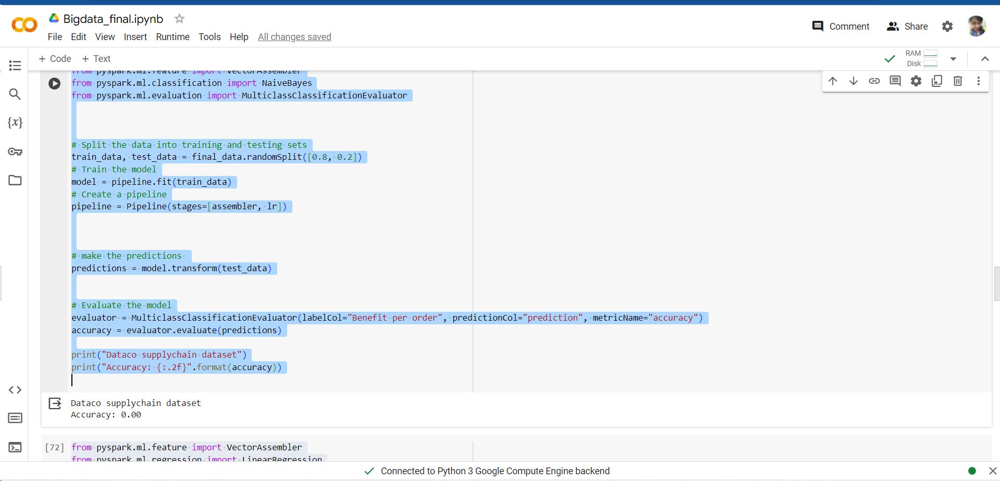 Bigdata_final.ipynb
File Edit View Insert Runtime Tools Help All changes saved
Comment Share
+ Code + Text
RAM
Disk
from pyspark.ml.feature import VectorAssembler
from pyspark.ml.classification import NaiveBayes
from pyspark.ml.evaluation import MulticlassClassificationEvaluator
{x}
# Split the data into training and testing sets
train_data, test_data = final_data.randomSplit([0.8, 0.2])
# Train the model
model = pipeline.fit(train_data)
# Create a pipeline
pipeline = Pipeline(stages=[assembler, lr])
# make the predictions
predictions = model.transform(test_data)
# Evaluate the model
evaluator = MulticlassClassificationEvaluator(labelCol="Benefit per order", predictionCol="prediction", metricName="accuracy")
accuracy = evaluator.evaluate(predictions)
print("Dataco supplychain dataset")
print("Accuracy: {:.2f}".format(accuracy))
Dataco supplychain dataset
Accuracy: 0.00
[72] from pyspark.ml.feature import VectorAssembler
from pyspark.ml.regression import LinearRegression
Connected to Python 3 Google Compute Engine backend